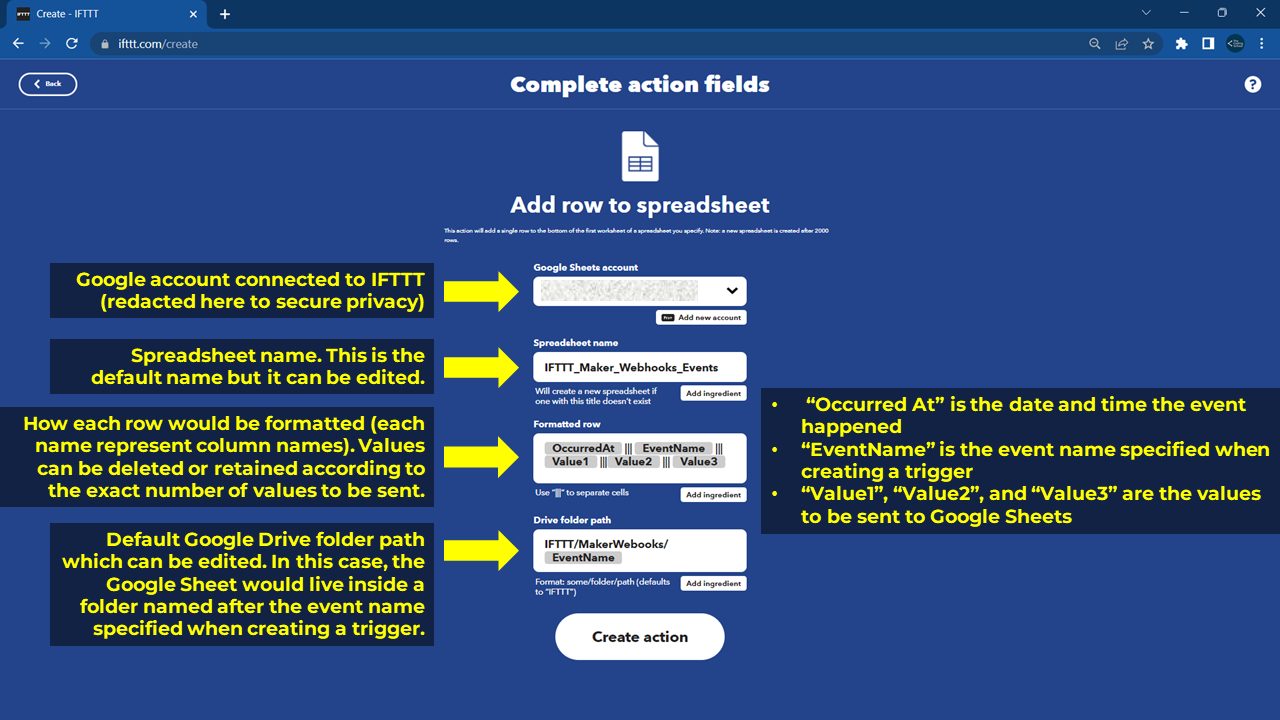 Create - IFTTT
ifttt.com/create
Back
Complete action fields
?
Add row to spreadsheet
This action will add a single row to the bottom of the first worksheet of a spreadsheet you specify. Note: a new spreadsheet is created after 2000
rows.
Google account connected to IFTTT
(redacted here to secure privacy)
Google Sheets account
Add new account
Spreadsheet name. This is the
default name but it can be edited.
Spreadsheet name
IFTTT_Maker_Webhooks_Events
Will create a new spreadsheet if
one with this title doesn't exist
Add ingredient
How each row would be formatted (each
name represent column names). Values
can be deleted or retained according to
the exact number of values to be sent.
Formatted row
OccurredAt ||| EventName |||
Value1 ||| Value2 ||| Value3
Use "|||" to separate cells
Add ingredient
• “Occurred At” is the date and time the event
happened
• “EventName” is the event name specified when
creating a trigger
• “Value1”, “Value2”, and “Value3” are the values
to be sent to Google Sheets
Default Google Drive folder path
which can be edited. In this case, the
Google Sheet would live inside a
folder named after the event name
specified when creating a trigger.
Drive folder path
IFTTT/MakerWebooks/
EventName
Format: some/folder/path (defaults
to "IFTTT")
Add ingredient
Create action